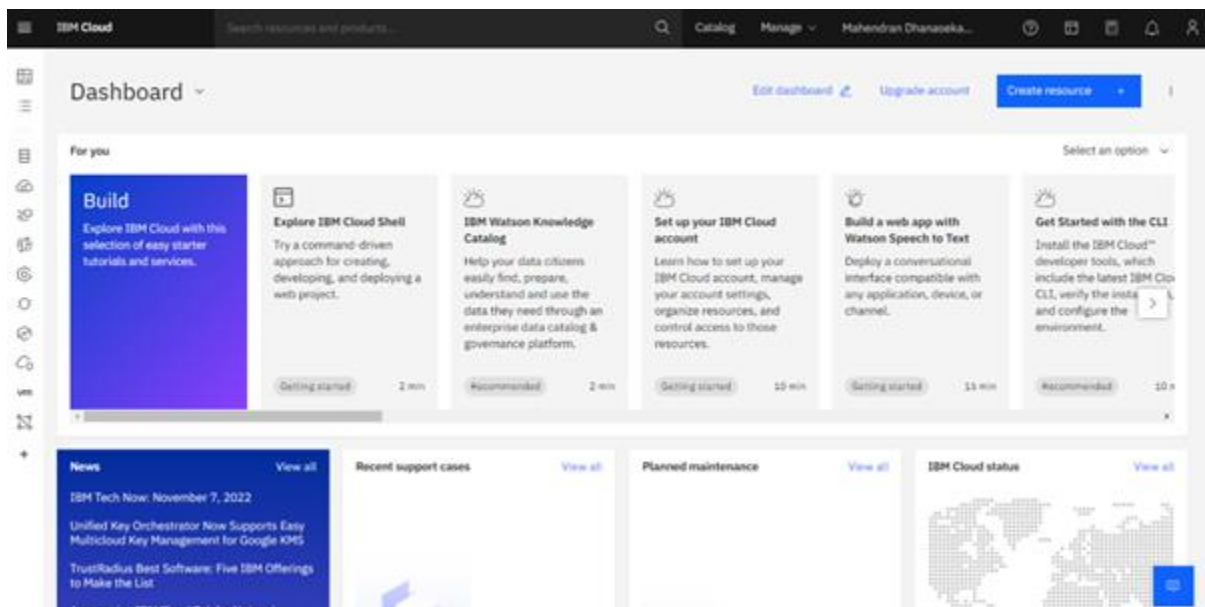 IBM Cloud
Search resources and products...
Catalog
Manage
Mahendran Dhanaseka...
Dashboard
Edit dashboard
Upgrade account
Create resource +
For you
Select an option
Build
Explore IBM Cloud with this
selection of easy starter
tutorials and services.
Explore IBM Cloud Shell
Try a command-driven
approach for creating,
developing, and deploying a
web project.
Getting started
2 min
IBM Watson Knowledge
Catalog
Help your data citizens
easily find, prepare,
understand and use the
data they need through an
enterprise data catalog &
governance platform.
Recommended
2 min
Set up your IBM Cloud
account
Learn how to set up your
IBM Cloud account, manage
your account settings,
organize resources, and
control access to those
resources.
Getting started
10 min
Build a web app with
Watson Speech to Text
Deploy a conversational
interface compatible with
any application, device, or
channel.
Getting started
Get Started with the CLI
Install the IBM Cloud™
developer tools, which
include the latest IBM Clo
CLI, verify the insta
and configure the
environment.
Recommended
10 m
News
View all
IBM Tech Now: November 7, 2022
Unified Key Orchestrator Now Supports Easy
Multicloud Key Management for Google KMS
TrustRadius Best Software: Five IBM Offerings
to Make the List
Recent support cases
View all
Planned maintenance
View all
IBM Cloud status
View all